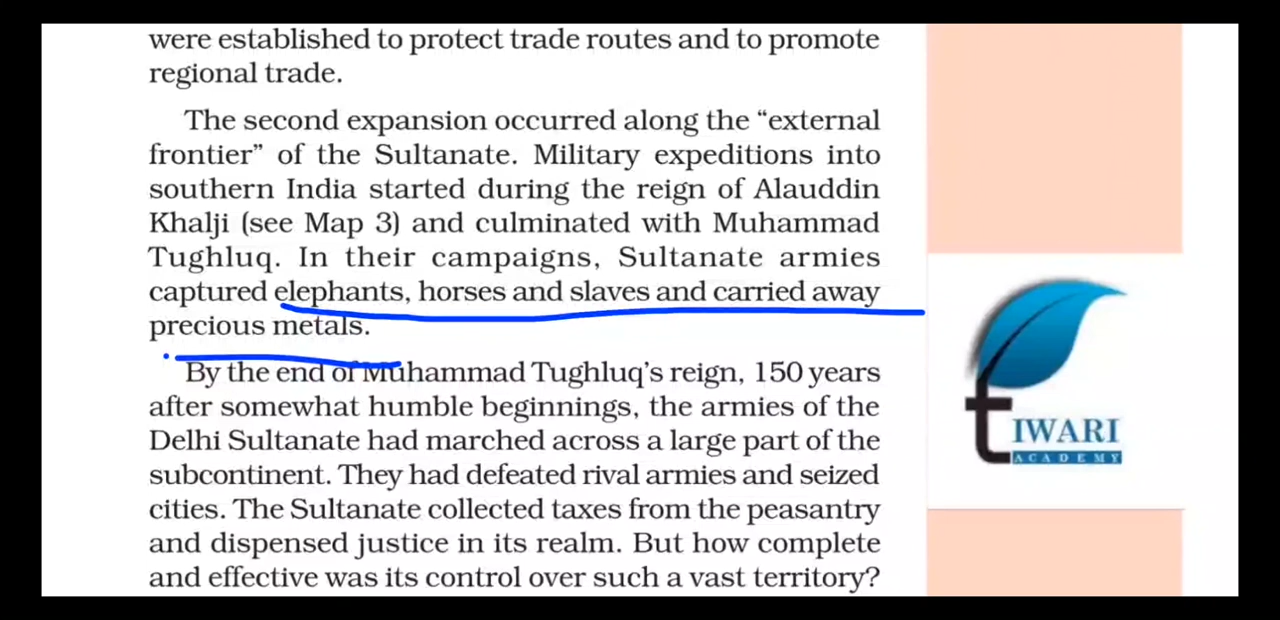 were established to protect trade routes and to promote
regional trade.
The second expansion occurred along the “external
frontier” of the Sultanate. Military expeditions into
southern India started during the reign of Alauddin
Khalji (see Map 3) and culminated with Muhammad
Tughluq. In their campaigns, Sultanate armies
captured elephants, horses and slaves and carried away
precious metals.
By the end of Muhammad Tughluq’s reign, 150 years
after somewhat humble beginnings, the armies of the
Delhi Sultanate had marched across a large part of the
subcontinent. They had defeated rival armies and seized
cities. The Sultanate collected taxes from the peasantry
and dispensed justice in its realm. But how complete
and effective was its control over such a vast territory?
tIWARI
ACADEMY